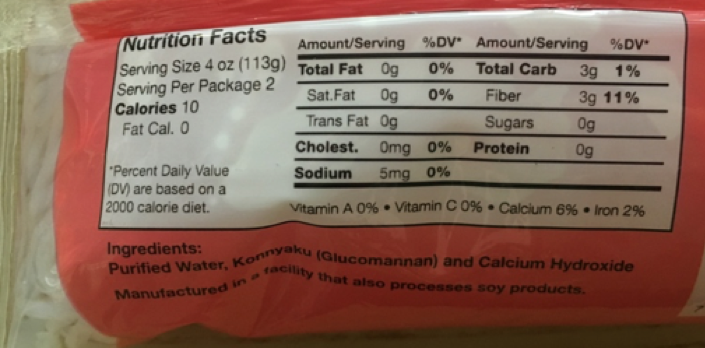 Nutrition Facts
Serving Size 4 oz (113g)
Serving Per Package 2
Calories 10
Fat Cal. 0
*Percent Daily Value
(DV) are based on a
2000 calorie diet.
Amount/Serving %DV* Amount/Serving %DV*
Total Fat 0g 0% Total Carb 3g 1%
Sat.Fat 0g 0% Fiber 3g 11%
Trans Fat 0g Sugars 0g
Cholest. 0mg 0% Protein 0g
Sodium 5mg 0%
Vitamin A 0% • Vitamin C 0% • Calcium 6% • Iron 2%
Ingredients:
Purified Water, Konnyaku (Glucomannan) and Calcium Hydroxide
Manufactured in a facility that also processes soy products.